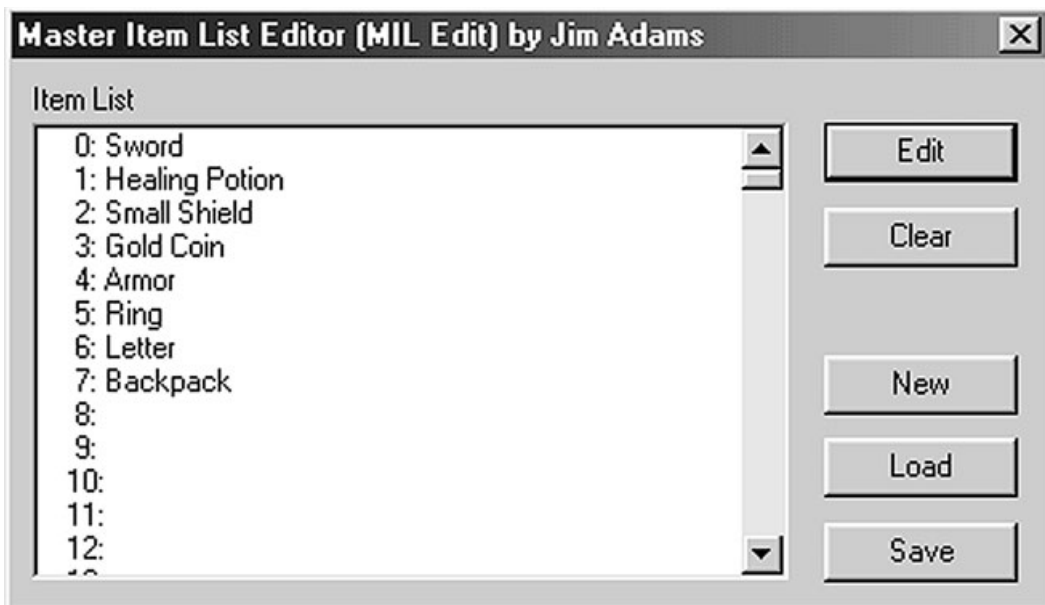 Master Item List Editor (MIL Edit) by Jim Adams
Item List
0: Sword
1: Healing Potion
2: Small Shield
3: Gold Coin
4: Armor
5: Ring
6: Letter
7: Backpack
8:
9:
10:
11:
12:
Edit
Clear
New
Load
Save